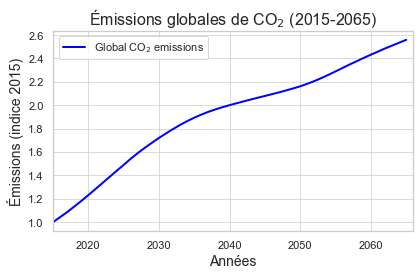 Émissions globales de CO₂ (2015-2065)
Global CO₂ emissions
Émissions (indice 2015)
2.6
2.4
2.2
2.0
1.8
1.6
1.4
1.2
1.0
2020 2030 2040 2050 2060
Années